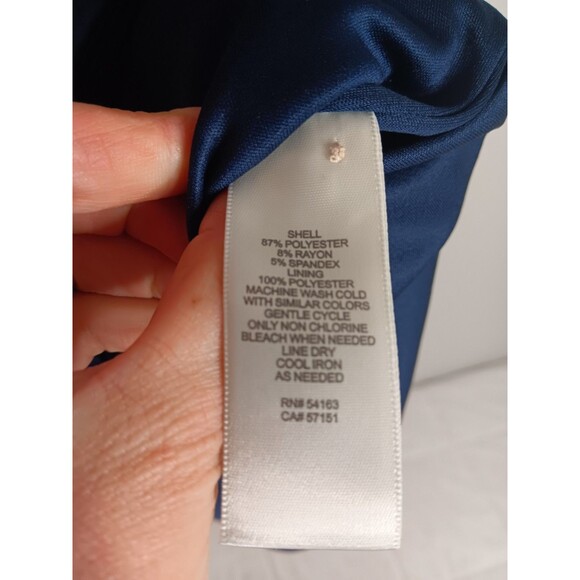 SHELL
87% POLYESTER
8% RAYON
5% SPANDEX
LINING
100% POLYESTER
MACHINE WASH COLD
WITH SIMILAR COLORS
GENTLE CYCLE
ONLY NON CHLORINE
BLEACH WHEN NEEDED
LINE DRY
COOL IRON
AS NEEDED
RN# 54163
CA# 57151